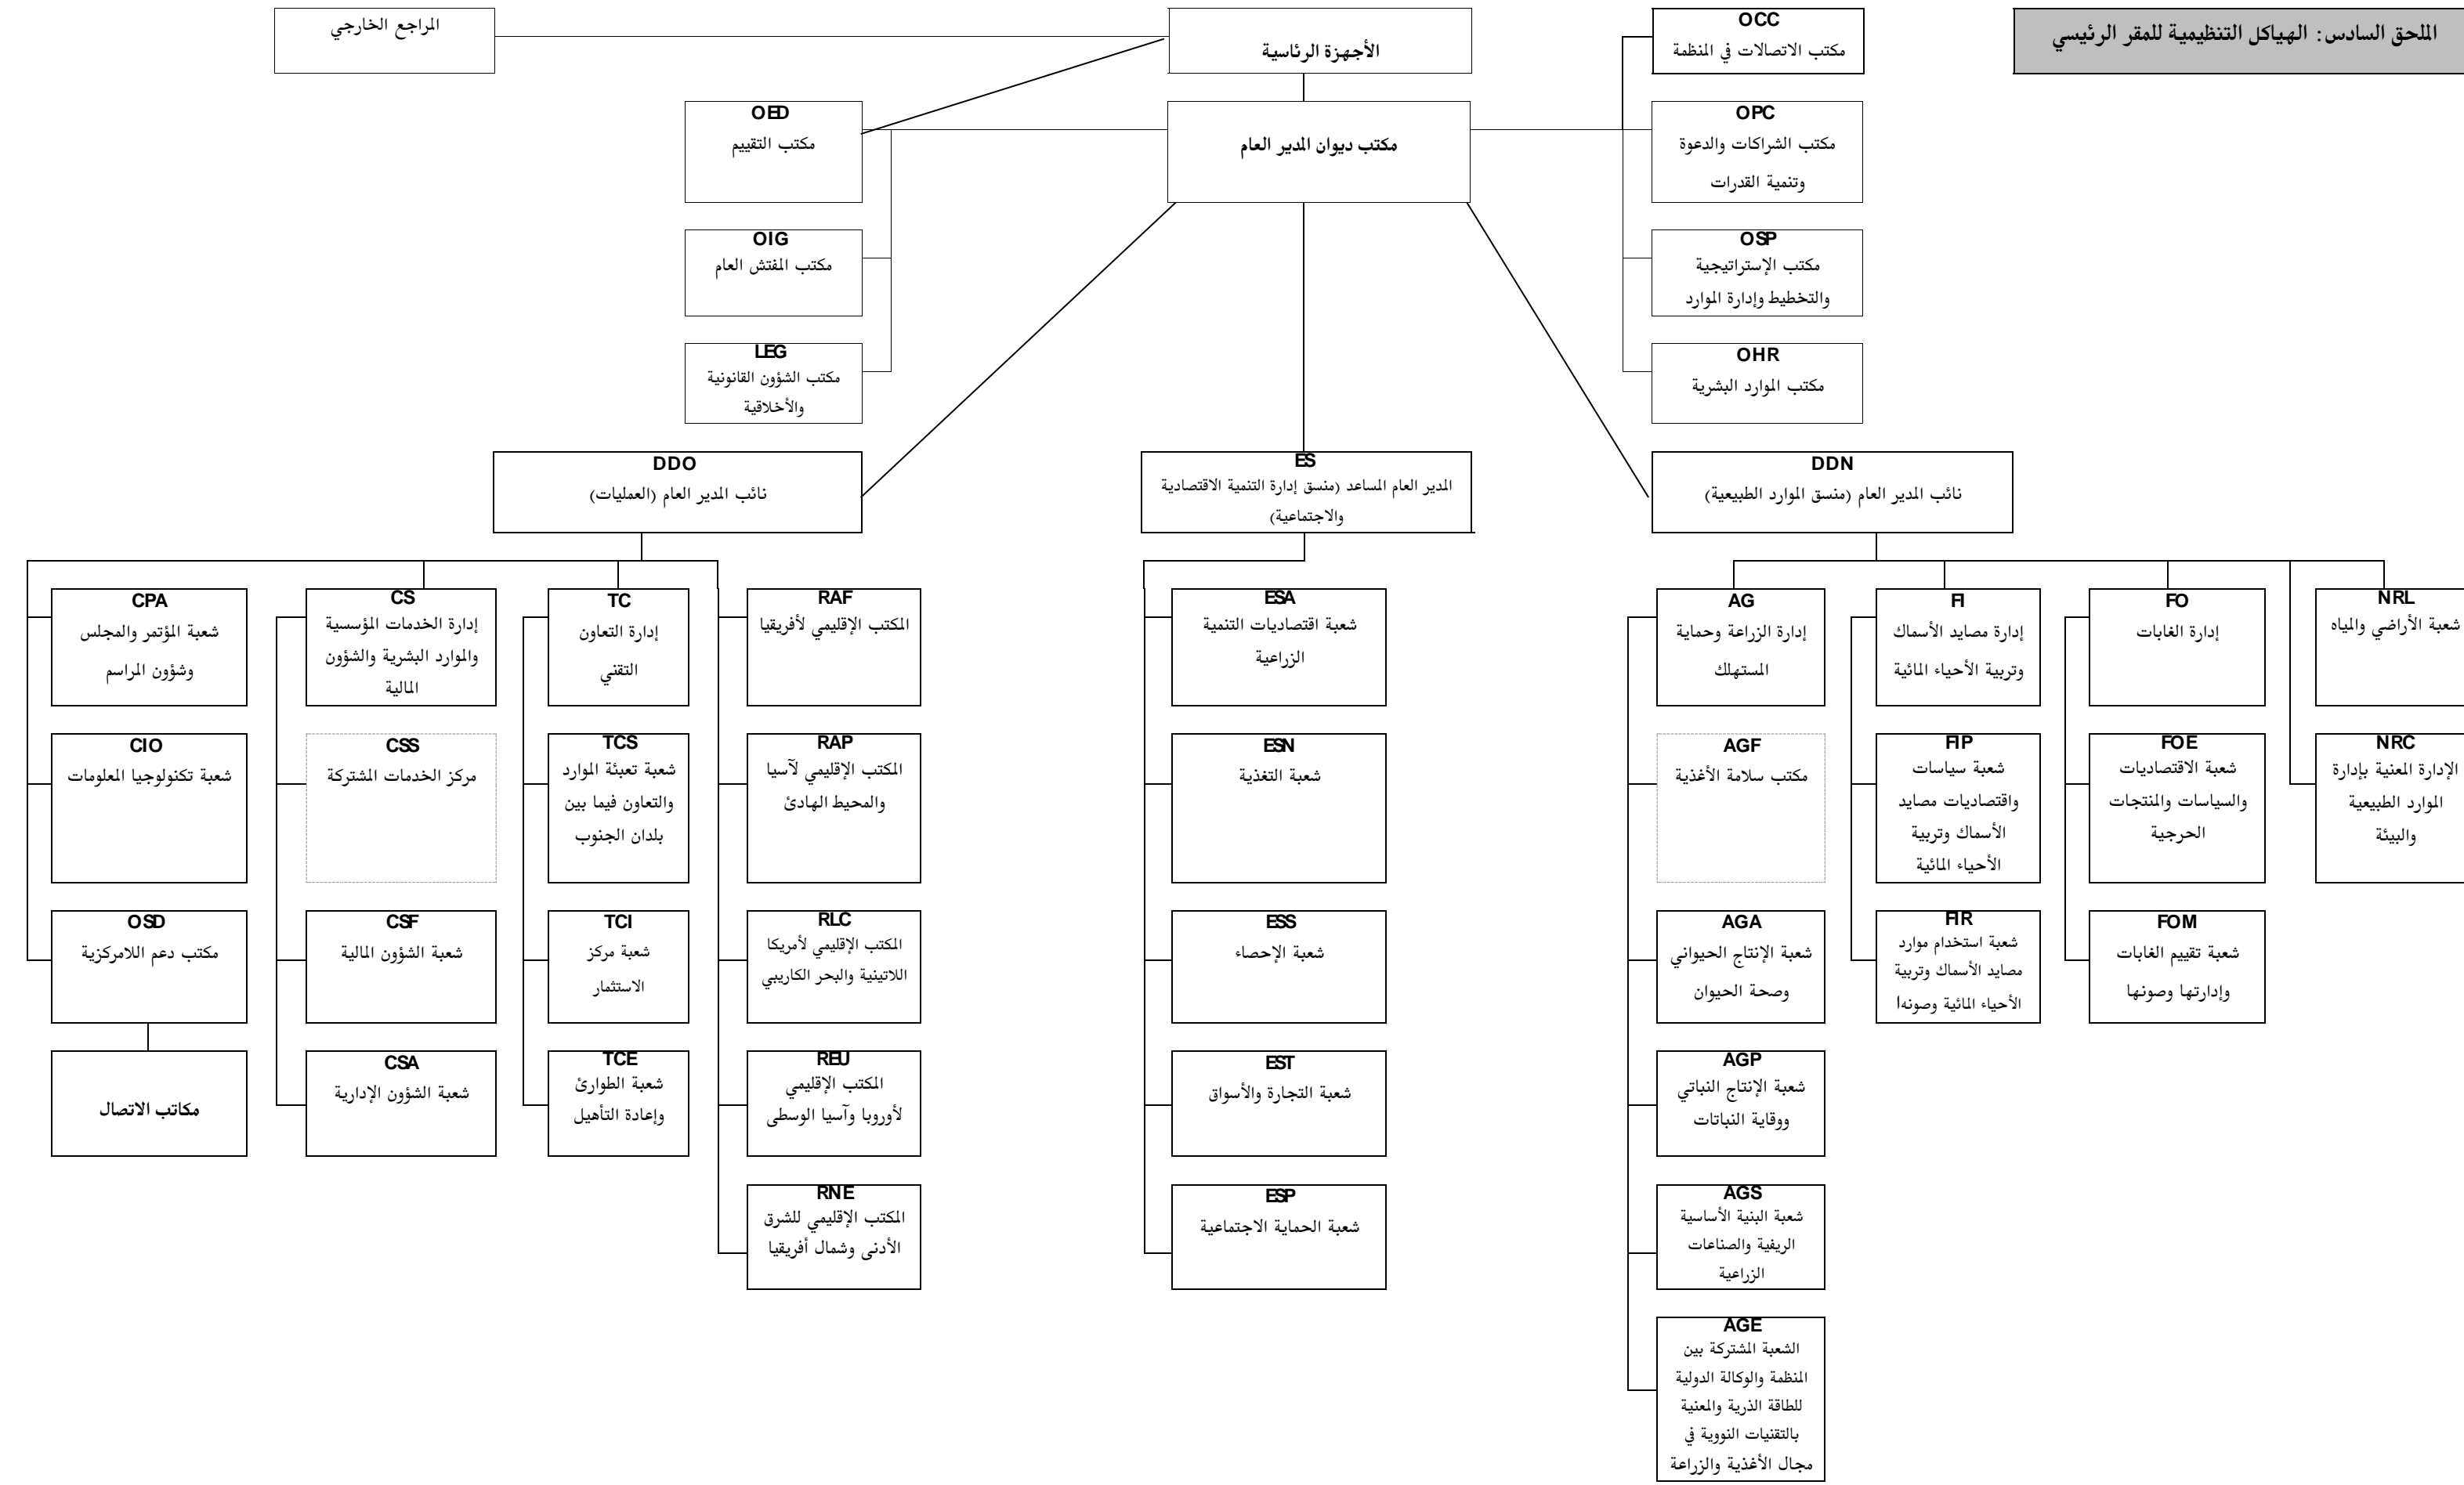 الملحق السادس: الهياكل التنظيمية للمقر الرئيسي
المراجع الخارجي
الأجهزة الرئاسية
OCC
مكتب الاتصالات في المنظمة
OED
مكتب التقييم
مكتب ديوان المدير العام
OPC
مكتب الشراكات والدعوة
وتنمية القدرات
OIG
مكتب المفتش العام
OSP
مكتب الإستراتيجية
والتخطيط وإدارة الموارد
LEG
مكتب الشؤون القانونية
والأخلاقية
OHR
مكتب الموارد البشرية
DDO
نائب المدير العام (العمليات)
ES
المدير العام المساعد (منسق إدارة التنمية الاقتصادية
والاجتماعية)
DDN
نائب المدير العام (منسق الموارد الطبيعية)
CPA
شعبة المؤتمر والمجلس
وشؤون المراسم
CIO
شعبة تكنولوجيا المعلومات
OSD
مكتب دعم اللامركزية
مكاتب الاتصال
CS
إدارة الخدمات المؤسسية
والموارد البشرية والشؤون
المالية
CSS
مركز الخدمات المشتركة
CSF
شعبة الشؤون المالية
CSA
شعبة الشؤون الإدارية
TC
إدارة التعاون
التقني
TCS
شعبة تعبئة الموارد
والتعاون فيما بين
بلدان الجنوب
TCI
شعبة مركز
الاستثمار
TCE
شعبة الطوارئ
وإعادة التأهيل
RAF
المكتب الإقليمي لأفريقيا
RAP
المكتب الإقليمي لآسيا
والمحيط الهادئ
RLC
المكتب الإقليمي لأمريكا
اللاتينية والبحر الكاريبي
REU
المكتب الإقليمي
لأوروبا وآسيا الوسطى
RNE
المكتب الإقليمي للشرق
الأدنى وشمال أفريقيا
ESA
شعبة اقتصاديات التنمية
الزراعية
ESN
شعبة التغذية
ESS
شعبة الإحصاء
EST
شعبة التجارة والأسواق
ESP
شعبة الحماية الاجتماعية
AG
إدارة الزراعة وحماية
المستهلك
AGF
مكتب سلامة الأغذية
AGA
شعبة الإنتاج الحيواني
وصحة الحيوان
AGP
شعبة الإنتاج النباتي
ووقاية النباتات
AGS
شعبة البنية الأساسية
الريفية والصناعات
الزراعية
AGE
الشعبة المشتركة بين
المنظمة والوكالة الدولية
للطاقة الذرية والمعنية
بالتقنيات النووية في
مجال الأغذية والزراعة
FI
إدارة مصايد الأسماك
وتربية الأحياء المائية
FIP
شعبة سياسات
واقتصاديات مصايد
الأسماك وتربية
الأحياء المائية
FIR
شعبة استخدام موارد
مصايد الأسماك وتربية
الأحياء المائية وصونها
FO
إدارة الغابات
FOE
شعبة الاقتصاديات
والسياسات والمنتجات
الحرجية
FOM
شعبة تقييم الغابات
وإدارتها وصونها
NRL
شعبة الأراضي والمياه
NRC
الإدارة المعنية بإدارة
الموارد الطبيعية
والبيئة